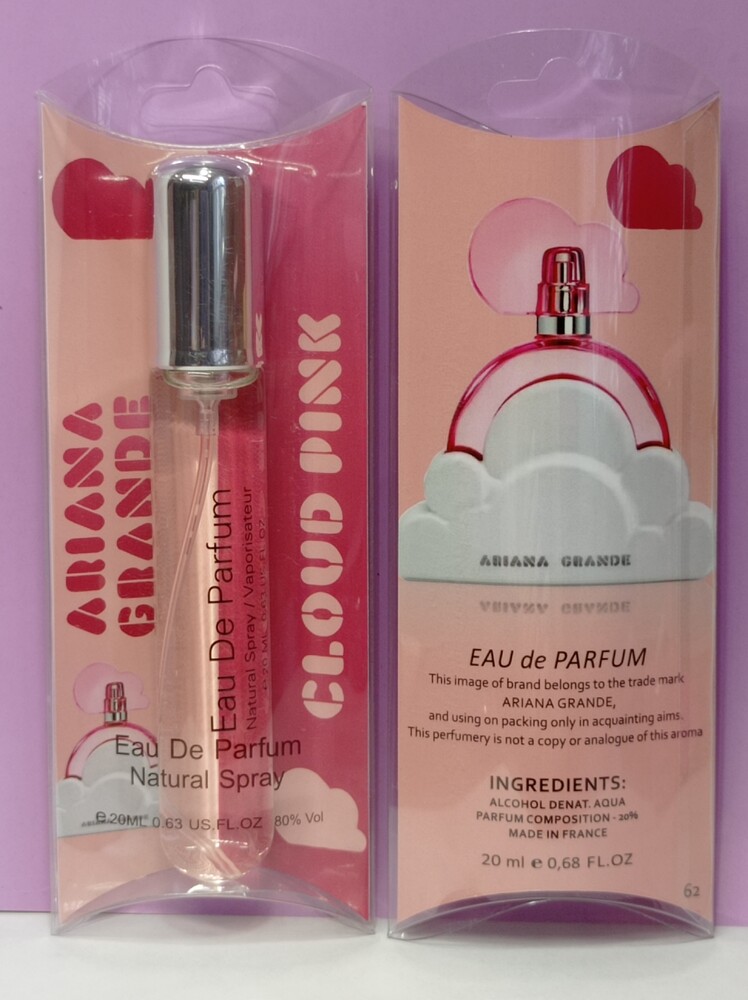 ARIANA
GRANDE
CLOUD PINK
Eau De Parfum
Natural Spray / Vaporisateur
Eau De Parfum
Natural Spray
e 20ML 0.63 US.FL.OZ 80% Vol
ARIANA GRANDE
EAU de PARFUM
This image of brand belongs to the trade mark
ARIANA GRANDE,
and using on packing only in acquainting aims.
This perfumery is not a copy or analogue of this aroma
INGREDIENTS:
ALCOHOL DENAT. AQUA
PARFUM COMPOSITION - 20%
MADE IN FRANCE
20 ml e 0,68 FL.OZ
62